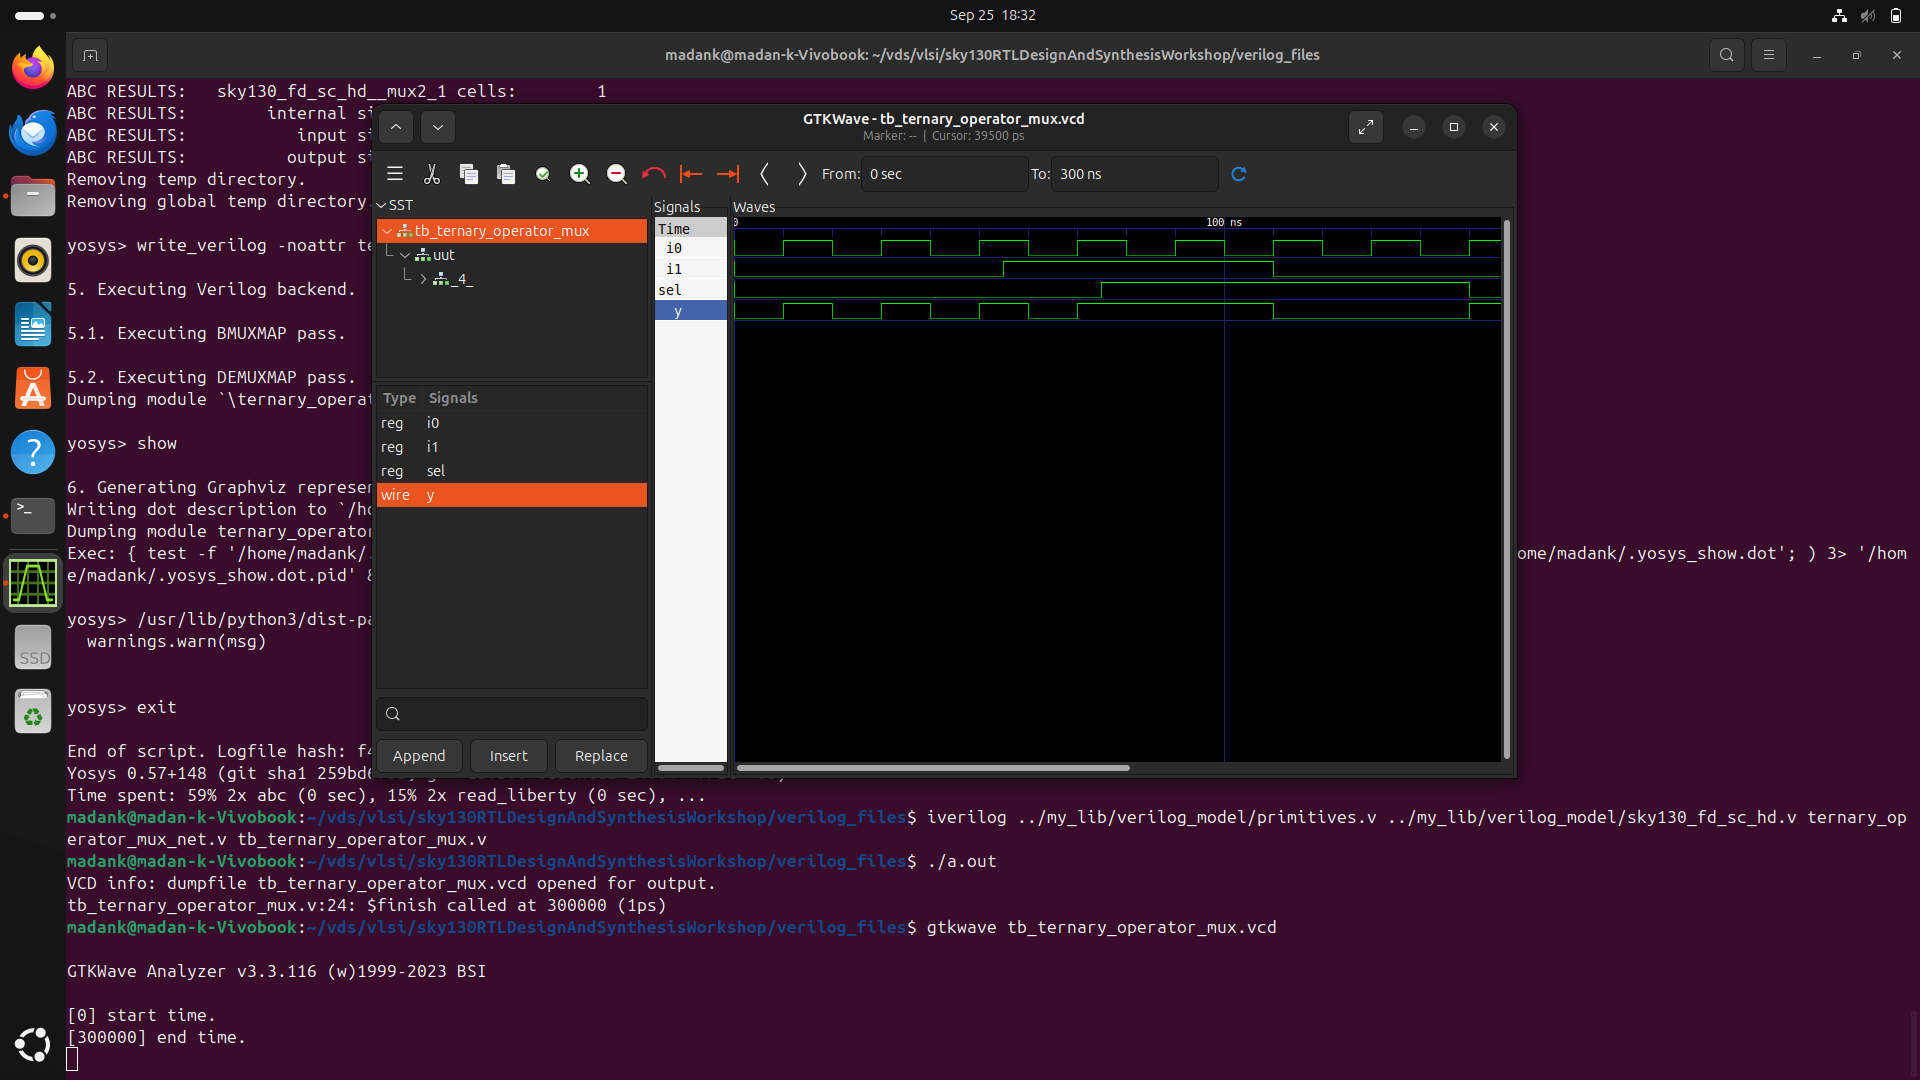 Sep 25 18:32
madank@madan-k-Vivobook: ~/vds/vlsi/sky130RTLDesignAndSynthesisWorkshop/verilog_files
ABC RESULTS:   sky130_fd_sc_hd__mux2_1 cells:        1
ABC RESULTS:        internal si
ABC RESULTS:           input si
ABC RESULTS:          output si
Removing temp directory.
Removing global temp directory.
yosys> write_verilog -noattr te
5. Executing Verilog backend.
5.1. Executing BMUXMAP pass.
5.2. Executing DEMUXMAP pass.
Dumping module `\ternary_operat
yosys> show
6. Generating Graphviz represen
Writing dot description to `/ho
Dumping module ternary_operator
Exec: { test -f '/home/madank/. ome/madank/.yosys_show.dot'; ) 3> '/hom
e/madank/.yosys_show.dot.pid' &
yosys> /usr/lib/python3/dist-pa
  warnings.warn(msg)
yosys> exit
End of script. Logfile hash: f4
Yosys 0.57+148 (git sha1 259bd6
Time spent: 59% 2x abc (0 sec), 15% 2x read_liberty (0 sec), ...
madank@madan-k-Vivobook:~/vds/vlsi/sky130RTLDesignAndSynthesisWorkshop/verilog_files$ iverilog ../my_lib/verilog_model/primitives.v ../my_lib/verilog_model/sky130_fd_sc_hd.v ternary_op
erator_mux_net.v tb_ternary_operator_mux.v
madank@madan-k-Vivobook:~/vds/vlsi/sky130RTLDesignAndSynthesisWorkshop/verilog_files$ ./a.out
VCD info: dumpfile tb_ternary_operator_mux.vcd opened for output.
tb_ternary_operator_mux.v:24: $finish called at 300000 (1ps)
madank@madan-k-Vivobook:~/vds/vlsi/sky130RTLDesignAndSynthesisWorkshop/verilog_files$ gtkwave tb_ternary_operator_mux.vcd
GTKWave Analyzer v3.3.116 (w)1999-2023 BSI
[0] start time.
[300000] end time.
GTKWave - tb_ternary_operator_mux.vcd
Marker: -- | Cursor: 39500 ps
From: 0 sec To: 300 ns
SST
tb_ternary_operator_mux
uut
_4_
Type Signals
reg i0
reg i1
reg sel
wire y
Append Insert Replace
Signals
Time
i0
i1
sel
y
Waves
0 100 ns
SSD